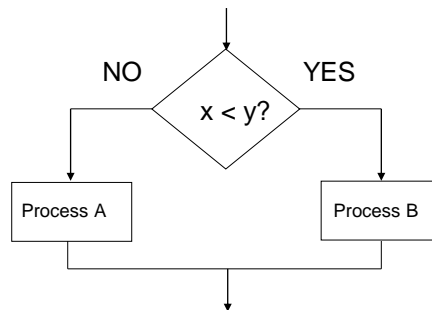 NO
YES
x < y?
Process A
Process B